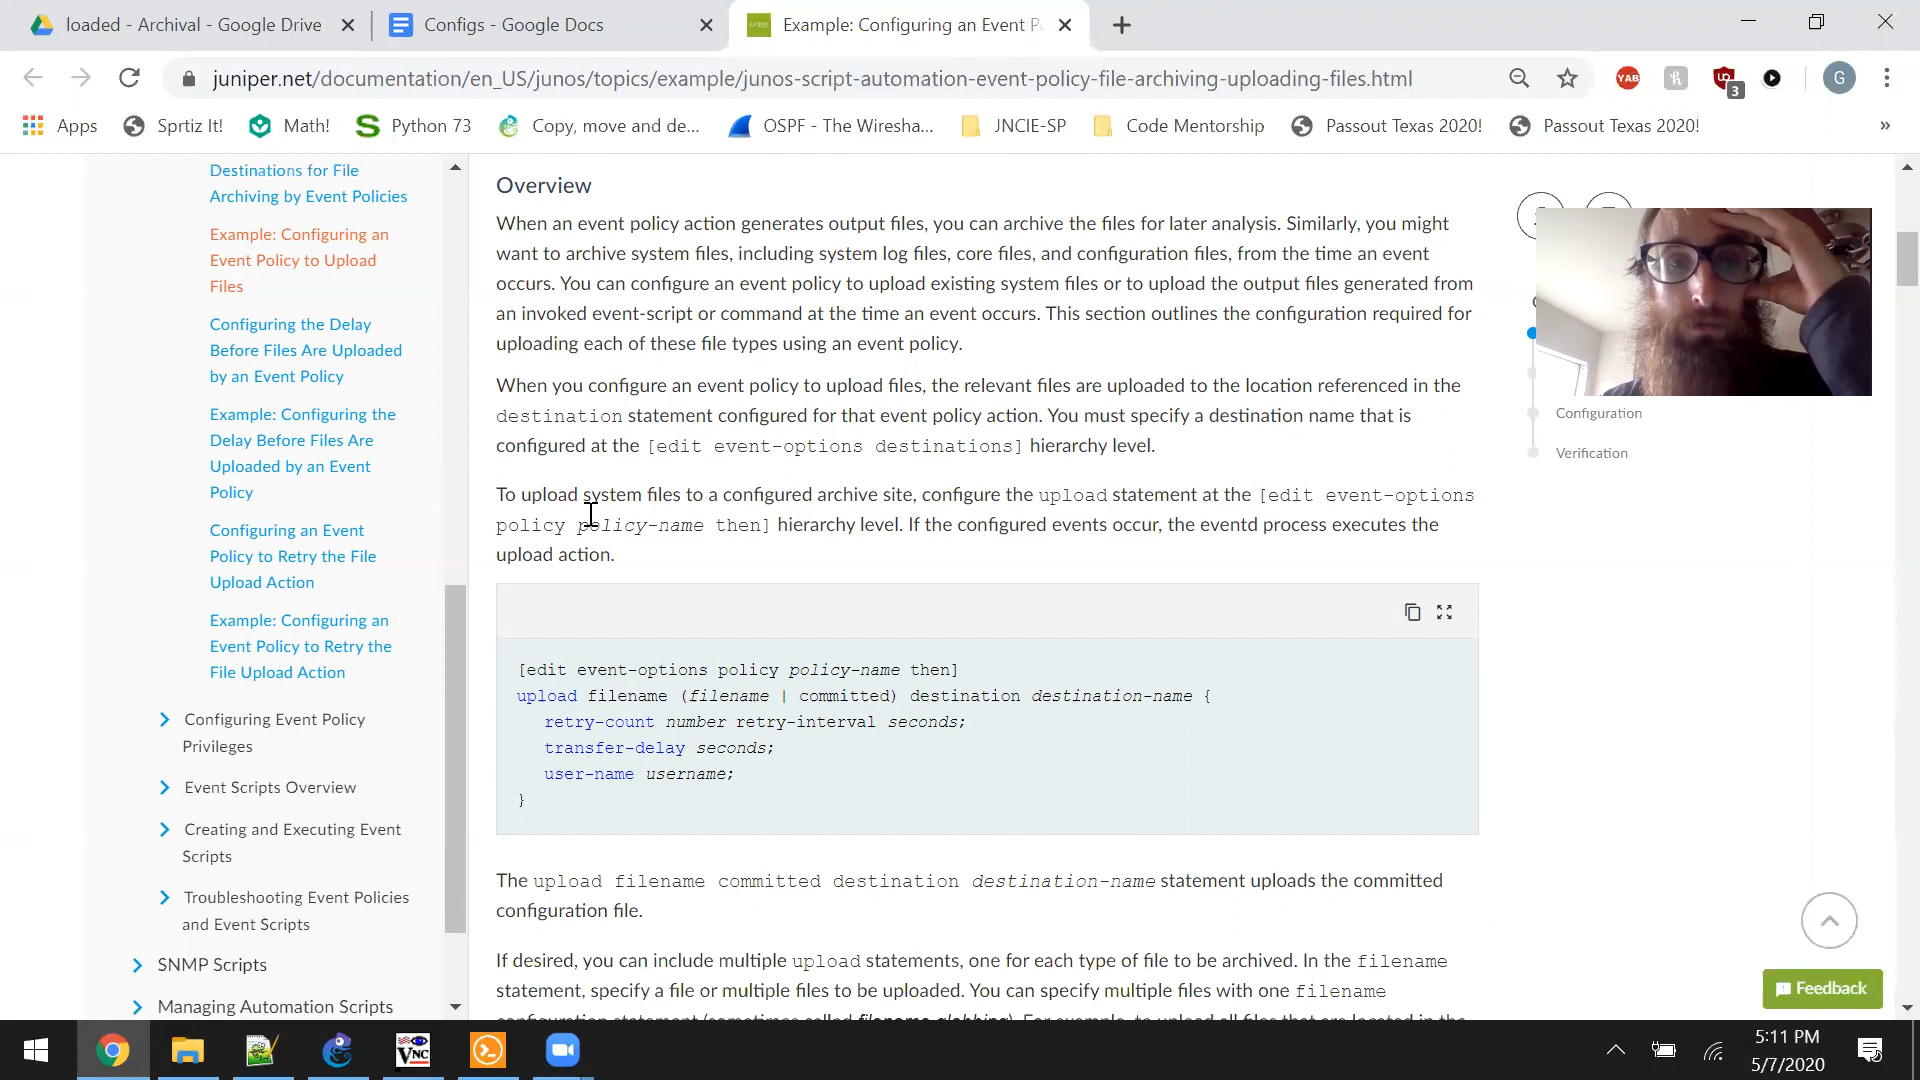 loaded - Archival - Google Drive
Configs - Google Docs
Example: Configuring an Event P
juniper.net/documentation/en_US/junos/topics/example/junos-script-automation-event-policy-file-archiving-uploading-files.html
YAB
3
G
Apps
Sprtiz It!
Math!
Python 73
Copy, move and de...
OSPF - The Wiresha...
JNCIE-SP
Code Mentorship
Passout Texas 2020!
Passout Texas 2020!
»
Destinations for File
Archiving by Event Policies
Example: Configuring an
Event Policy to Upload
Files
Configuring the Delay
Before Files Are Uploaded
by an Event Policy
Example: Configuring the
Delay Before Files Are
Uploaded by an Event
Policy
Configuring an Event
Policy to Retry the File
Upload Action
Example: Configuring an
Event Policy to Retry the
File Upload Action
Configuring Event Policy
Privileges
Event Scripts Overview
Creating and Executing Event
Scripts
Troubleshooting Event Policies
and Event Scripts
SNMP Scripts
Managing Automation Scripts
Overview
When an event policy action generates output files, you can archive the files for later analysis. Similarly, you might
want to archive system files, including system log files, core files, and configuration files, from the time an event
occurs. You can configure an event policy to upload existing system files or to upload the output files generated from
an invoked event-script or command at the time an event occurs. This section outlines the configuration required for
uploading each of these file types using an event policy.
When you configure an event policy to upload files, the relevant files are uploaded to the location referenced in the
destination statement configured for that event policy action. You must specify a destination name that is
configured at the [edit event-options destinations] hierarchy level.
To upload system files to a configured archive site, configure the upload statement at the [edit event-options
policy policy-name then] hierarchy level. If the configured events occur, the eventd process executes the
upload action.
[edit event-options policy policy-name then]
upload filename (filename | committed) destination destination-name {
retry-count number retry-interval seconds;
transfer-delay seconds;
user-name username;
}
The upload filename committed destination destination-name statement uploads the committed
configuration file.
If desired, you can include multiple upload statements, one for each type of file to be archived. In the filename
statement, specify a file or multiple files to be uploaded. You can specify multiple files with one filename
configuration statement (sometimes called filename globbing). For example, to upload all files that are located in the
Configuration
Verification
Feedback
VNC
5:11 PM
5/7/2020